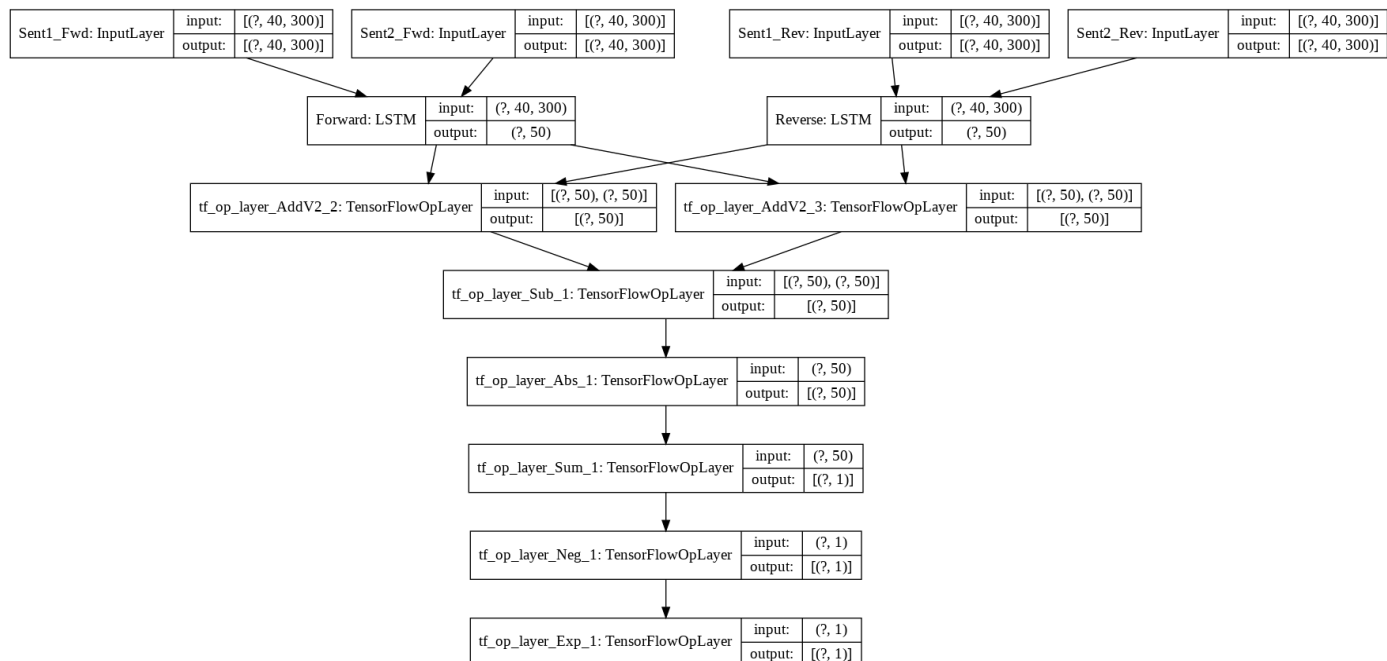 Sent1_Fwd: InputLayer input: [(?, 40, 300)] output: [(?, 40, 300)]
Sent2_Fwd: InputLayer input: [(?, 40, 300)] output: [(?, 40, 300)]
Sent1_Rev: InputLayer input: [(?, 40, 300)] output: [(?, 40, 300)]
Sent2_Rev: InputLayer input: [(?, 40, 300)] output: [(?, 40, 300)]
Forward: LSTM input: (?, 40, 300) output: (?, 50)
Reverse: LSTM input: (?, 40, 300) output: (?, 50)
tf_op_layer_AddV2_2: TensorFlowOpLayer input: [(?, 50), (?, 50)] output: [(?, 50)]
tf_op_layer_AddV2_3: TensorFlowOpLayer input: [(?, 50), (?, 50)] output: [(?, 50)]
tf_op_layer_Sub_1: TensorFlowOpLayer input: [(?, 50), (?, 50)] output: [(?, 50)]
tf_op_layer_Abs_1: TensorFlowOpLayer input: (?, 50) output: [(?, 50)]
tf_op_layer_Sum_1: TensorFlowOpLayer input: (?, 50) output: [(?, 1)]
tf_op_layer_Neg_1: TensorFlowOpLayer input: (?, 1) output: [(?, 1)]
tf_op_layer_Exp_1: TensorFlowOpLayer input: (?, 1) output: [(?, 1)]